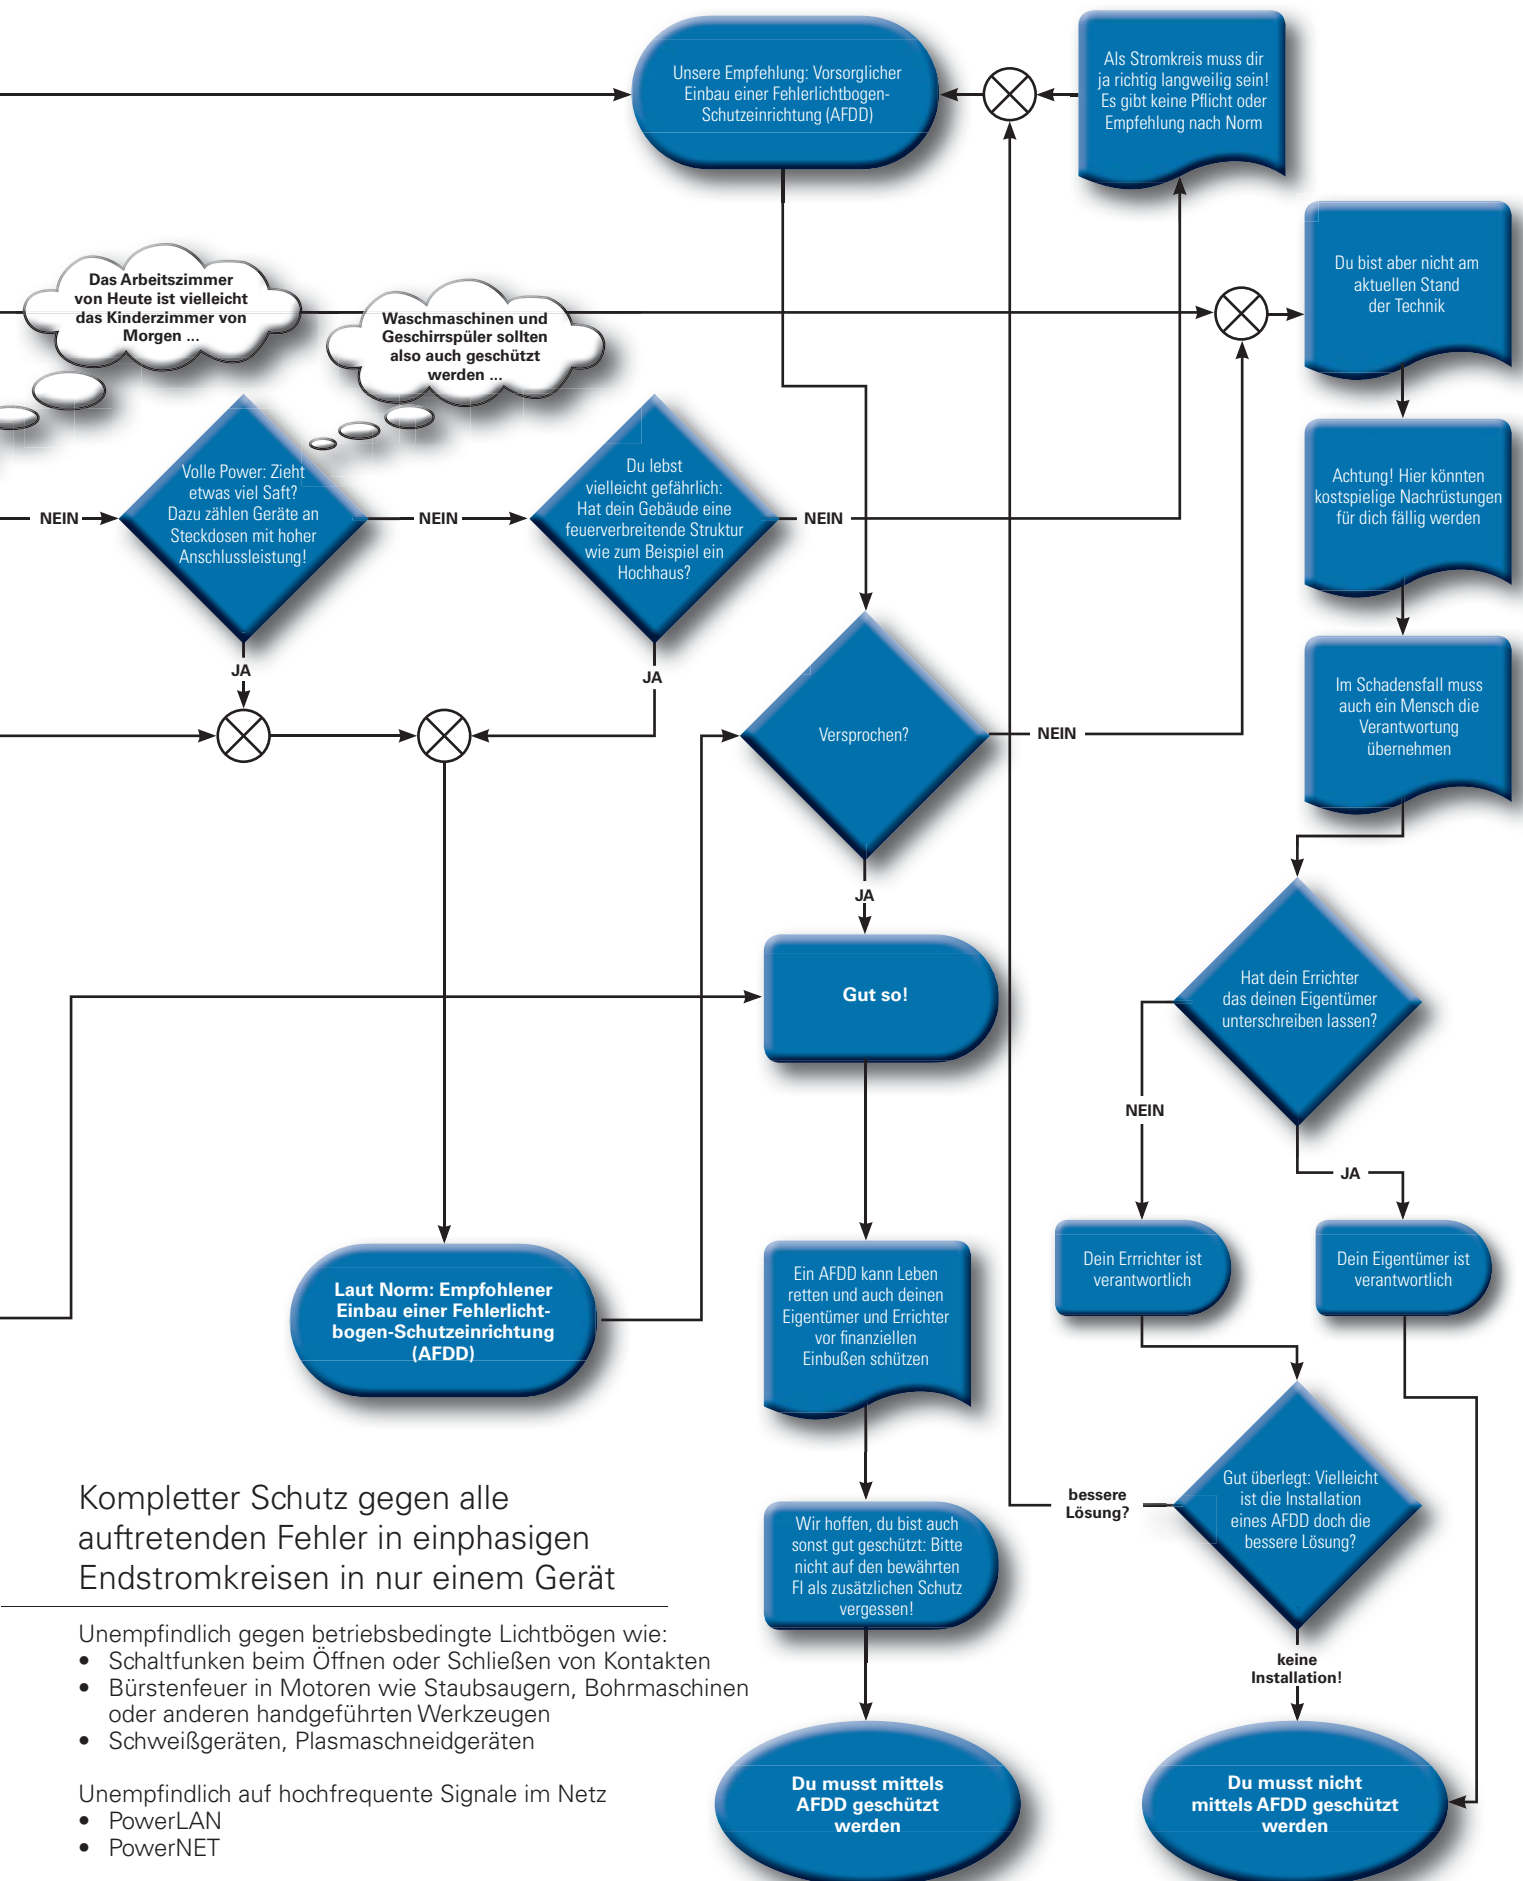 Unsere Empfehlung: Vorsorglicher
Einbau einer Fehlerlichtbogen-
Schutzeinrichtung (AFDD)
Als Stromkreis muss dir
ja richtig langweilig sein!
Es gibt keine Pflicht oder
Empfehlung nach Norm
Du bist aber nicht am
aktuellen Stand
der Technik
Das Arbeitszimmer
von Heute ist vielleicht
das Kinderzimmer von
Morgen ...
Waschmaschinen und
Geschirrspüler sollten
also auch geschützt
werden ...
NEIN
Volle Power: Zieht
etwas viel Saft?
Dazu zählen Geräte an
Steckdosen mit hoher
Anschlussleistung!
NEIN
Du lebst
vielleicht gefährlich:
Hat dein Gebäude eine
feuerverbreitende Struktur
wie zum Beispiel ein
Hochhaus?
NEIN
Achtung! Hier könnten
kostspielige Nachrüstungen
für dich fällig werden
JA
JA
Im Schadensfall muss
auch ein Mensch die
Verantwortung
übernehmen
Versprochen?
NEIN
JA
Gut so!
Hat dein Errichter
das deinen Eigentümer
unterschreiben lassen?
NEIN
JA
Dein Errrichter ist
verantwortlich
Dein Eigentümer ist
verantwortlich
Laut Norm: Empfohlener
Einbau einer Fehlerlicht-
bogen-Schutzeinrichtung
(AFDD)
Ein AFDD kann Leben
retten und auch deinen
Eigentümer und Errichter
vor finanziellen
Einbußen schützen
Gut überlegt: Vielleicht
ist die Installation
eines AFDD doch die
bessere Lösung?
bessere
Lösung?
Wir hoffen, du bist auch
sonst gut geschützt: Bitte
nicht auf den bewährten
FI als zusätzlichen Schutz
vergessen!
keine
Installation!
Du musst mittels
AFDD geschützt
werden
Du musst nicht
mittels AFDD geschützt
werden
Kompletter Schutz gegen alle
auftretenden Fehler in einphasigen
Endstromkreisen in nur einem Gerät
Unempfindlich gegen betriebsbedingte Lichtbögen wie:
• Schaltfunken beim Öffnen oder Schließen von Kontakten
• Bürstenfeuer in Motoren wie Staubsaugern, Bohrmaschinen
oder anderen handgeführten Werkzeugen
• Schweißgeräten, Plasmaschneidgeräten
Unempfindlich auf hochfrequente Signale im Netz
• PowerLAN
• PowerNET